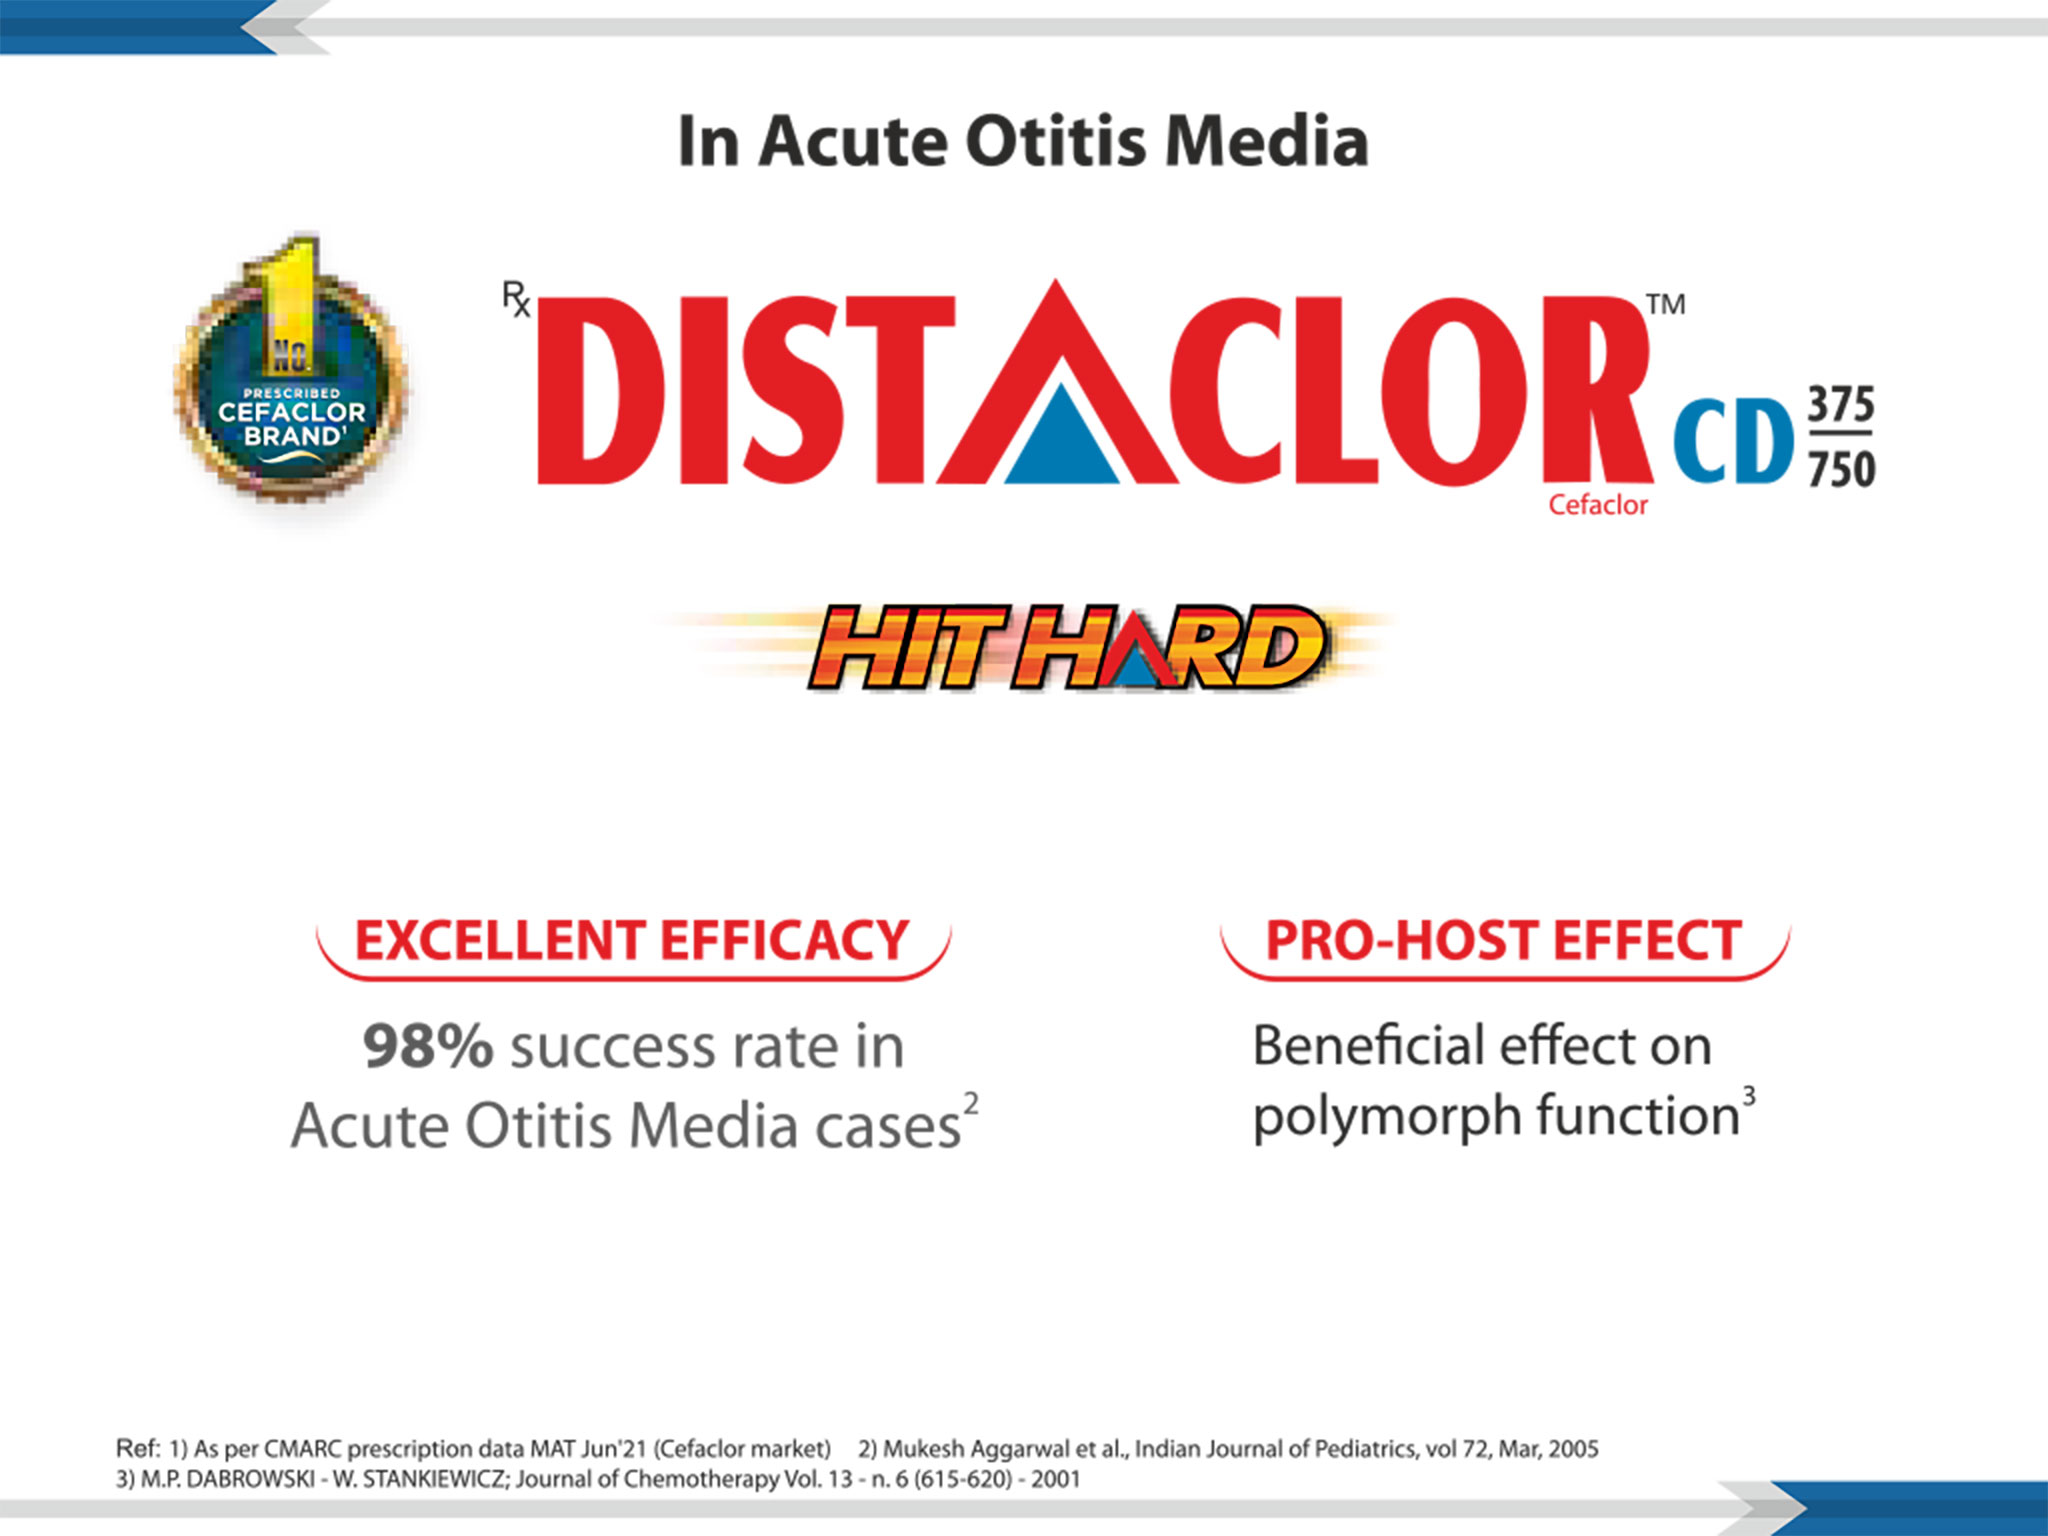 In Acute Otitis Media
1
No.
PRESCRIBED
CEFACLOR
BRAND¹
Rx DISTACLOR™ CD 375
750
Cefaclor
HIT HARD
EXCELLENT EFFICACY
98% success rate in
Acute Otitis Media cases²
PRO-HOST EFFECT
Beneficial effect on
polymorph function³
Ref: 1) As per CMARC prescription data MAT Jun'21 (Cefaclor market) 2) Mukesh Aggarwal et al., Indian Journal of Pediatrics, vol 72, Mar, 2005
3) M.P. DABROWSKI - W. STANKIEWICZ; Journal of Chemotherapy Vol. 13 - n. 6 (615-620) - 2001